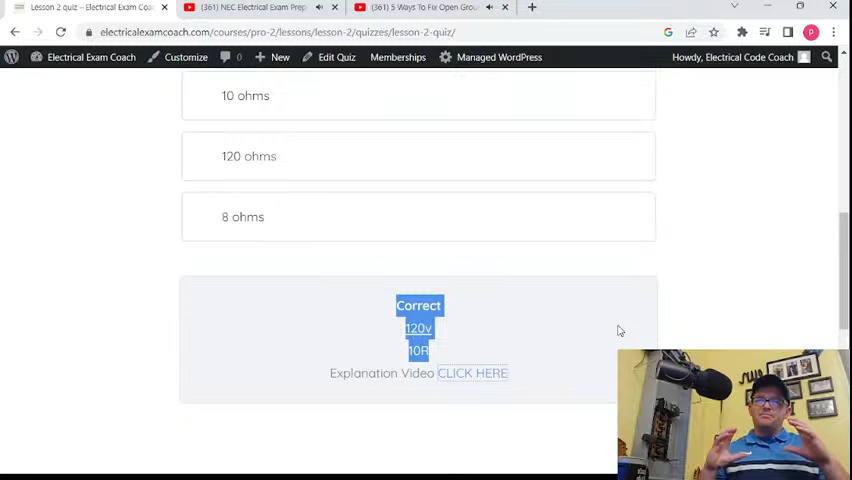 Lesson 2 quiz – Electrical Exam Coac
(361) NEC Electrical Exam Prep
(361) 5 Ways To Fix Open Grou
electricalexamcoach.com/courses/pro-2/lessons/lesson-2/quizzes/lesson-2-quiz/
Electrical Exam Coach
Customize
0
New
Edit Quiz
Memberships
Managed WordPress
Howdy, Electrical Code Coach
10 ohms
120 ohms
8 ohms
Correct
120v
10R
Explanation Video CLICK HERE